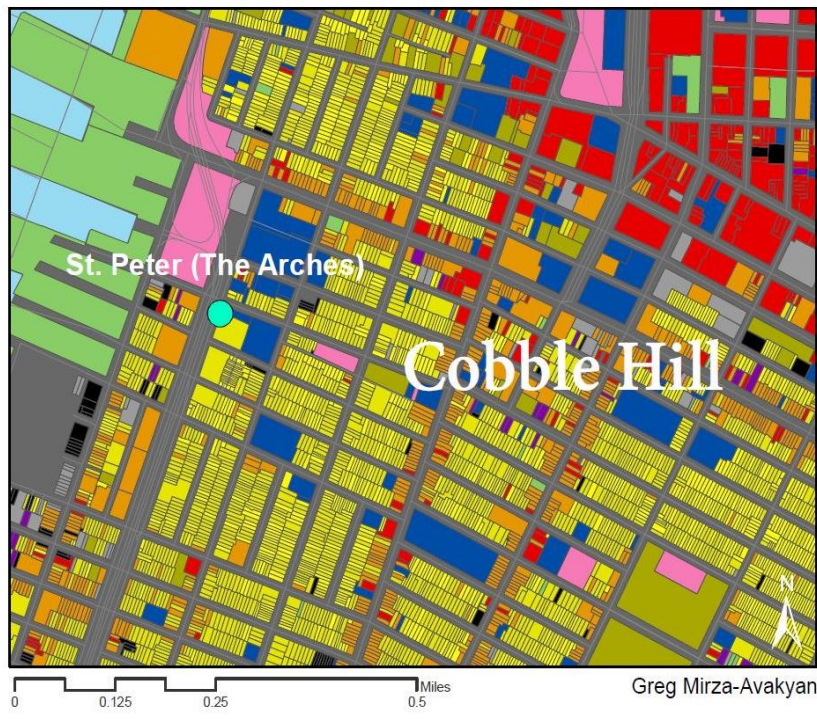 St. Peter (The Arches)
Cobble Hill
N
Miles
0 0.125 0.25 0.5
Greg Mirza-Avakyan